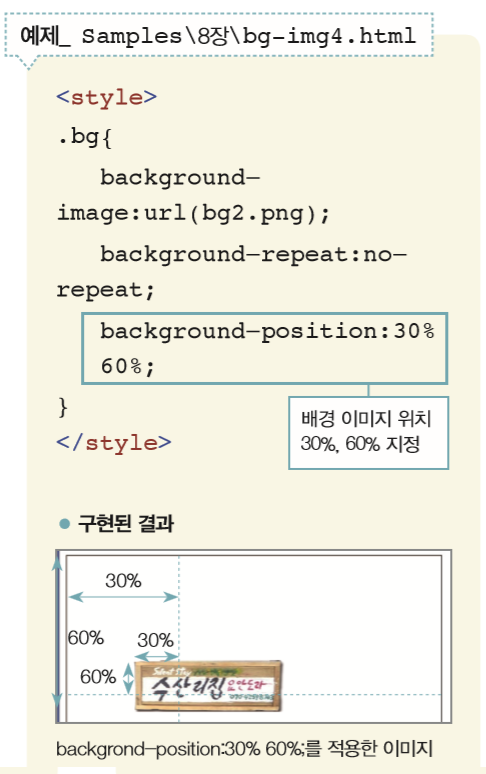 예제_ Samples\8장\bg-img4.html
<style>
.bg{
background-
image:url(bg2.png);
background-repeat:no-
repeat;
background-position:30%
60%;
}
</style>
배경 이미지 위치
30%, 60% 지정
● 구현된 결과
30%
60%
30%
60%
수산리집
backgrond-position:30% 60%;를 적용한 이미지